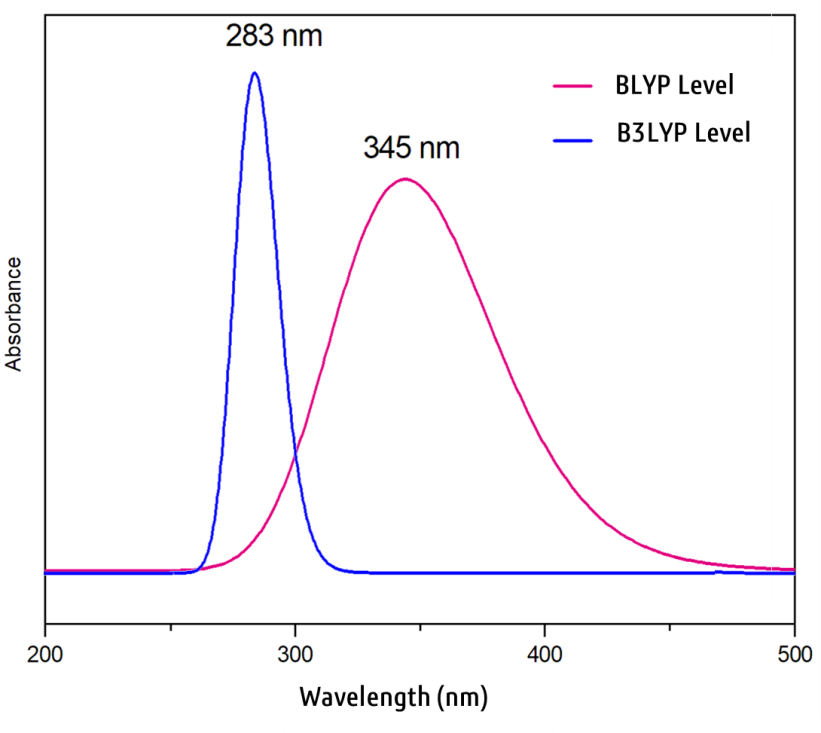 283 nm
BLYP Level
B3LYP Level
345 nm
Absorbance
200
300
400
500
Wavelength (nm)